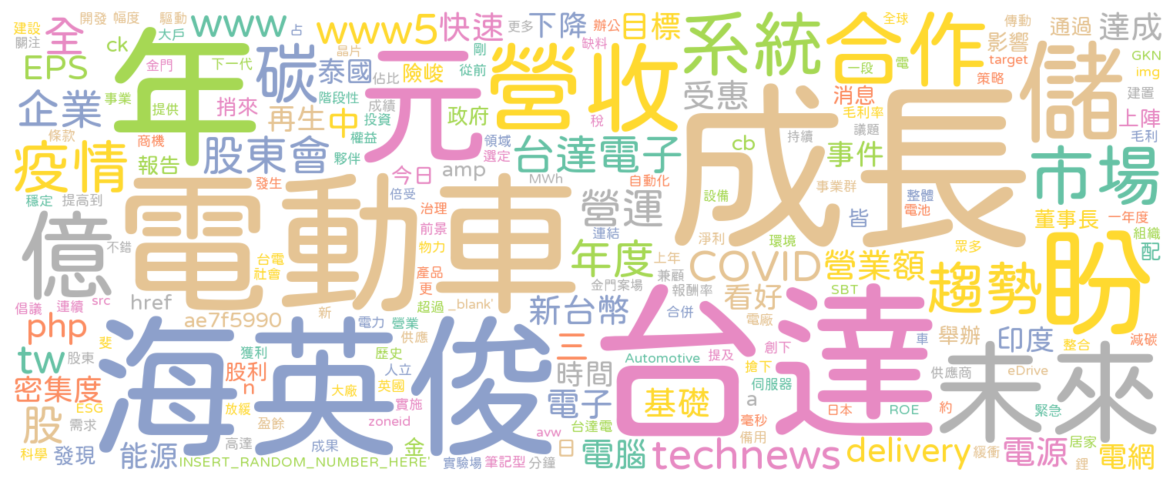 建設 開發 幅度 驅動 www www5 快速 更多 下降 辦公 目標 系統 合作 全球 傳動 通過 達成
關注 全 ck 大戶 占 剛 晶片 缺料 一段 電 影響 GKN
EPS 金門 下一代 碳 泰國 佔比 險峻 從前 營收 target img
年 元 儲
企業 事業 提供 捎來 階段性 成績 政府 受惠 消息 毛利率 策略 建置
條款 商機 再生 中 投資 稅 議題 上陣 毛利
疫情 報告 股東會 權益 領域 台達電子 cb 持續 事件 市場
夥伴 選定 成長
穩定 發生 今日 amp MWh 自動化 設備 事業群 整體 董事長 一年度
提高到 電動車 倍受 治理 營運 連結 皆 電池 組織
億 不錯 前景 年度 淨利 環境 眾多 配
台電 物力 上年 COVID 營業額 趨勢 盼
社會 產品 兼顧
倡議 連續 src href 更 超過 _blank' 金門案場 報酬率 看好 SBT
php ae7f5990 新 電力 營業 新台幣 合併 電廠 舉辦 印度 減碳
斐 供應 創下 車 整合
tw 股東 海英俊 獲利 歷史 三 Automotive 提及 台達 供應商 eDrive 未來
密集度 股利 人立 時間 搶下 伺服器
ESG n 大廠 英國 電子 基礎 a 日本 ROE 約 緊急
股 需求 放緩 實施 毫秒
盈餘 zoneid 台達電 備用
科學 發現 能源 高達 成果 avw 金 日 電腦 technews delivery 電源 居家 電網
INSERT_RANDOM_NUMBER_HERE' 實驗場 筆記型 分鐘 緩衝 鋰